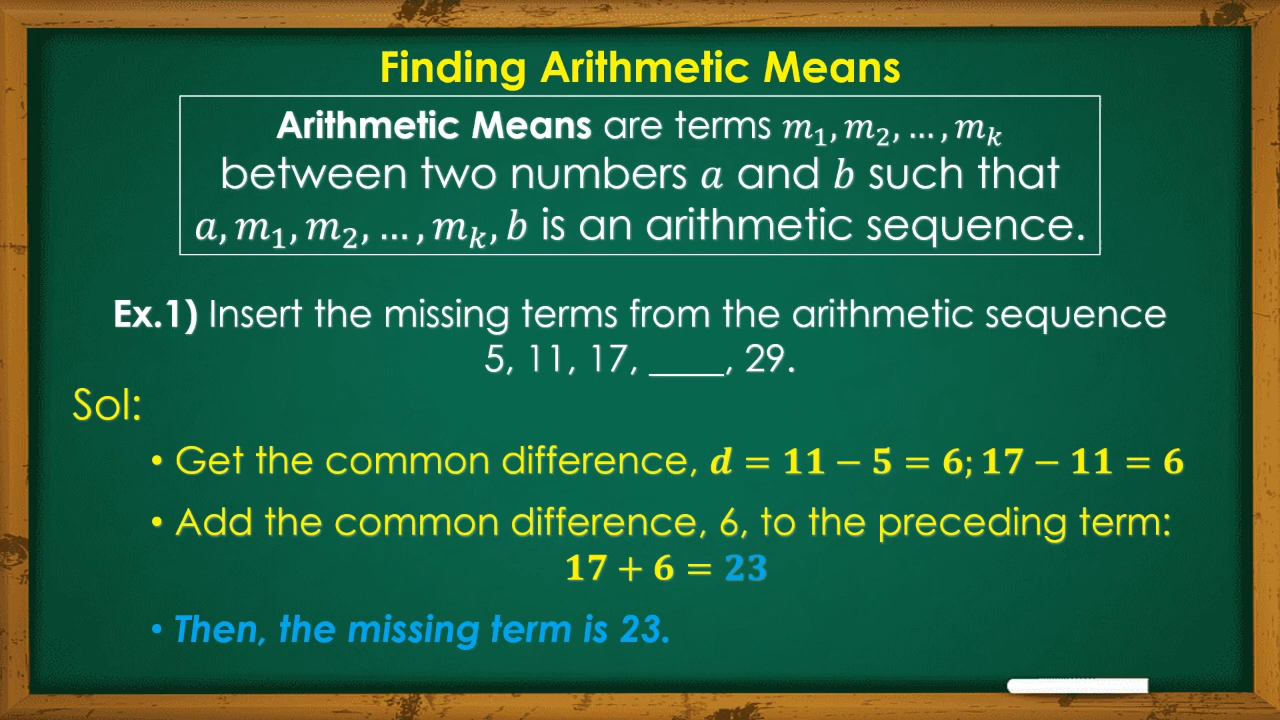 Finding Arithmetic Means
Arithmetic Means are terms m₁, m₂, … , mₖ
between two numbers a and b such that
a, m₁, m₂, … , mₖ, b is an arithmetic sequence.
Ex.1) Insert the missing terms from the arithmetic sequence
5, 11, 17, ____, 29.
Sol:
• Get the common difference, d = 11 − 5 = 6; 17 − 11 = 6
• Add the common difference, 6, to the preceding term:
17 + 6 = 23
• Then, the missing term is 23.